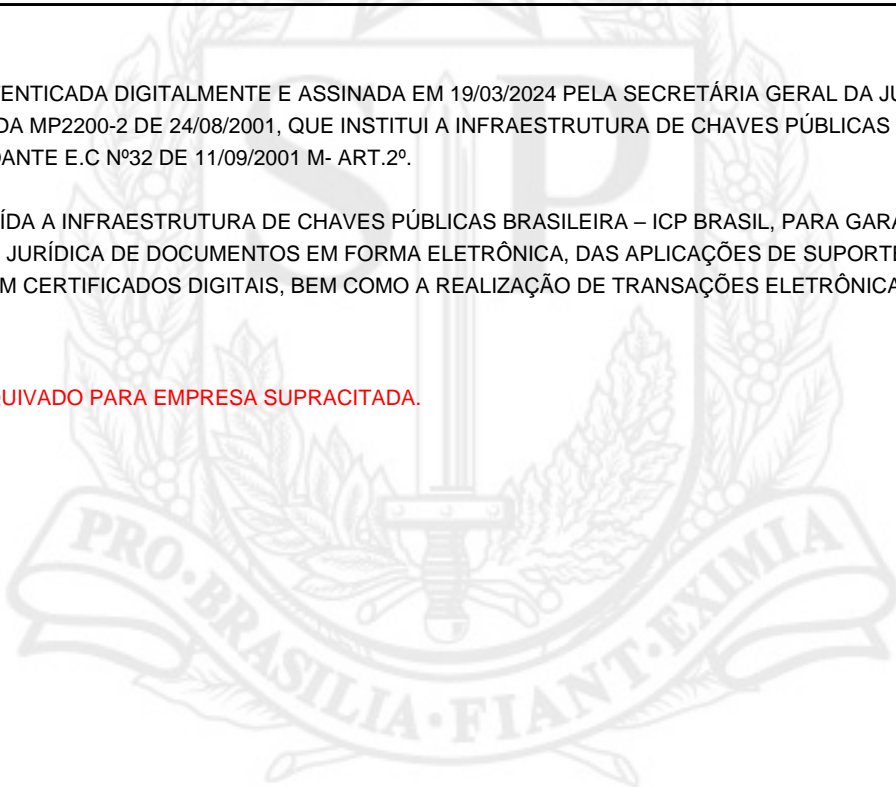 ENTICADA DIGITALMENTE E ASSINADA EM 19/03/2024 PELA SECRETÁRIA GERAL DA JU
DA MP2200-2 DE 24/08/2001, QUE INSTITUI A INFRAESTRUTURA DE CHAVES PÚBLICAS
DANTE E.C Nº32 DE 11/09/2001 M- ART.2º.
ÍDA A INFRAESTRUTURA DE CHAVES PÚBLICAS BRASILEIRA – ICP BRASIL, PARA GARA
JURÍDICA DE DOCUMENTOS EM FORMA ELETRÔNICA, DAS APLICAÇÕES DE SUPORTE
M CERTIFICADOS DIGITAIS, BEM COMO A REALIZAÇÃO DE TRANSAÇÕES ELETRÔNICA
UIVADO PARA EMPRESA SUPRACITADA.
SP
PRO·BRASILIA·FIANT·EXIMIA